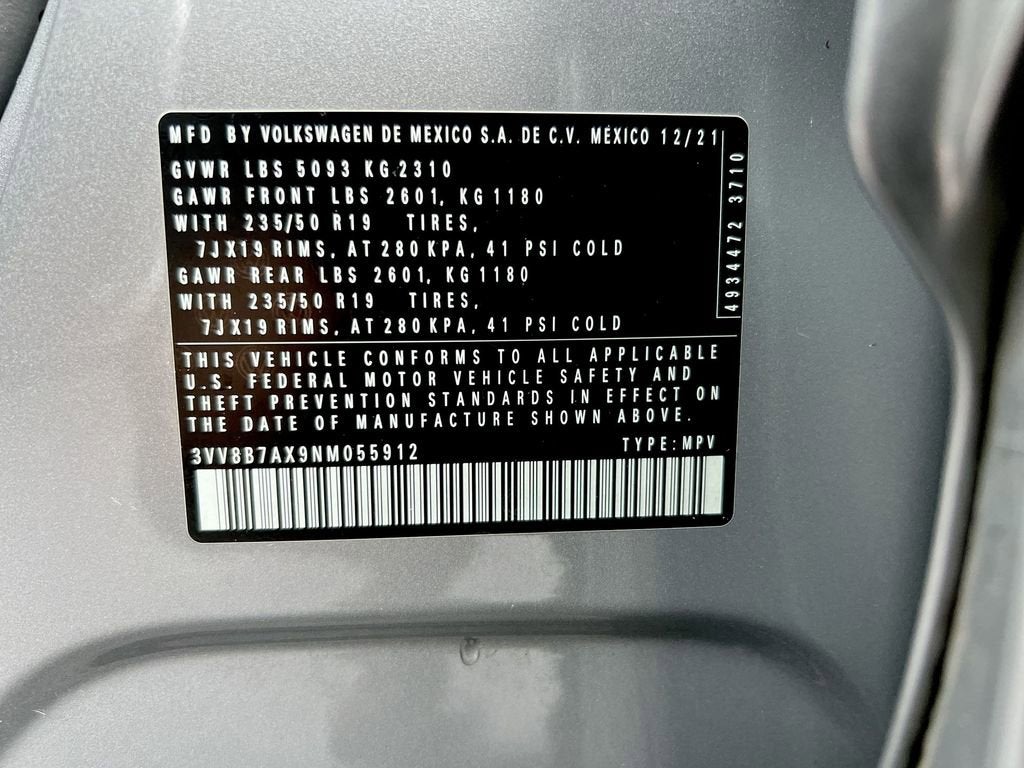 MFD BY VOLKSWAGEN DE MEXICO S.A. DE C.V. MÉXICO 12/21
GVWR LBS 5093 KG 2310
GAWR FRONT LBS 2601, KG 1180
WITH 235/50 R19 TIRES,
7JX19 RIMS, AT 280 KPA, 41 PSI COLD
GAWR REAR LBS 2601, KG 1180
WITH 235/50 R19 TIRES,
7JX19 RIMS, AT 280 KPA, 41 PSI COLD
4934472 3710
THIS VEHICLE CONFORMS TO ALL APPLICABLE
U.S. FEDERAL MOTOR VEHICLE SAFETY AND
THEFT PREVENTION STANDARDS IN EFFECT ON
THE DATE OF MANUFACTURE SHOWN ABOVE.
3VV8B7AX9NM055912 TYPE: MPV